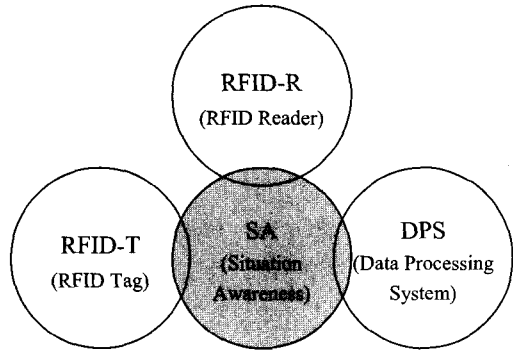 RFID-R
(RFID Reader)
RFID-T
(RFID Tag)
SA
(Situation
Awareness)
DPS
(Data Processing
System)